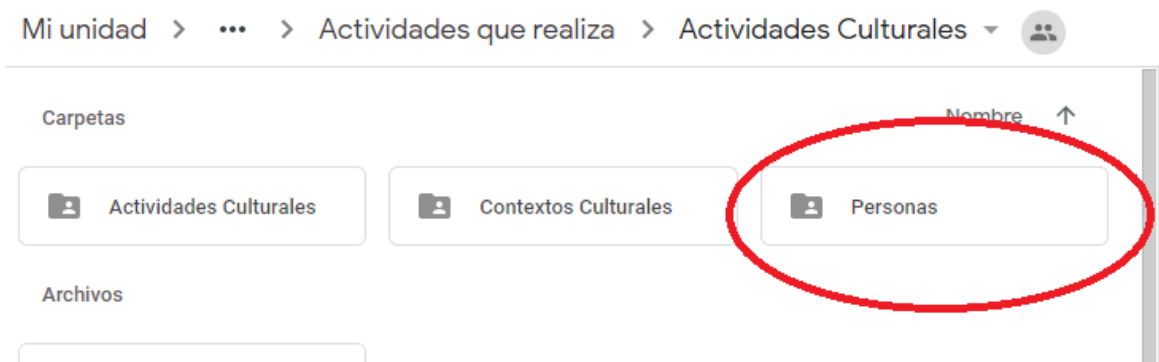 Mi unidad > ... > Actividades que realiza > Actividades Culturales
Carpetas Nombre ↑
Actividades Culturales Contextos Culturales Personas
Archivos